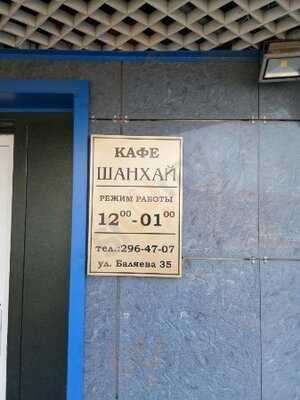 КАФЕ
ШАНХАЙ
РЕЖИМ РАБОТЫ
12⁰⁰-01⁰⁰
тел.:296-47-07
ул. Баляева 35